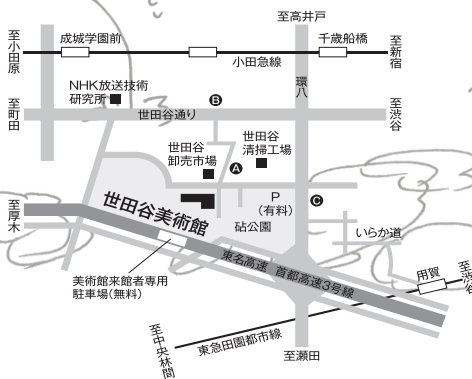 至高井戸
至小田原
成城学園前
千歳船橋
至新宿
小田急線
環八
NHK放送技術
研究所
B
至町田
世田谷通り
至渋谷
世田谷
卸売市場
世田谷
清掃工場
A
P
(有料)
C
至厚木
世田谷美術館
砧公園
いらか道
東名高速 首都高速3号線
用賀
至渋谷
美術館来館者専用
駐車場(無料)
至中央林間
東急田園都市線
至瀬田